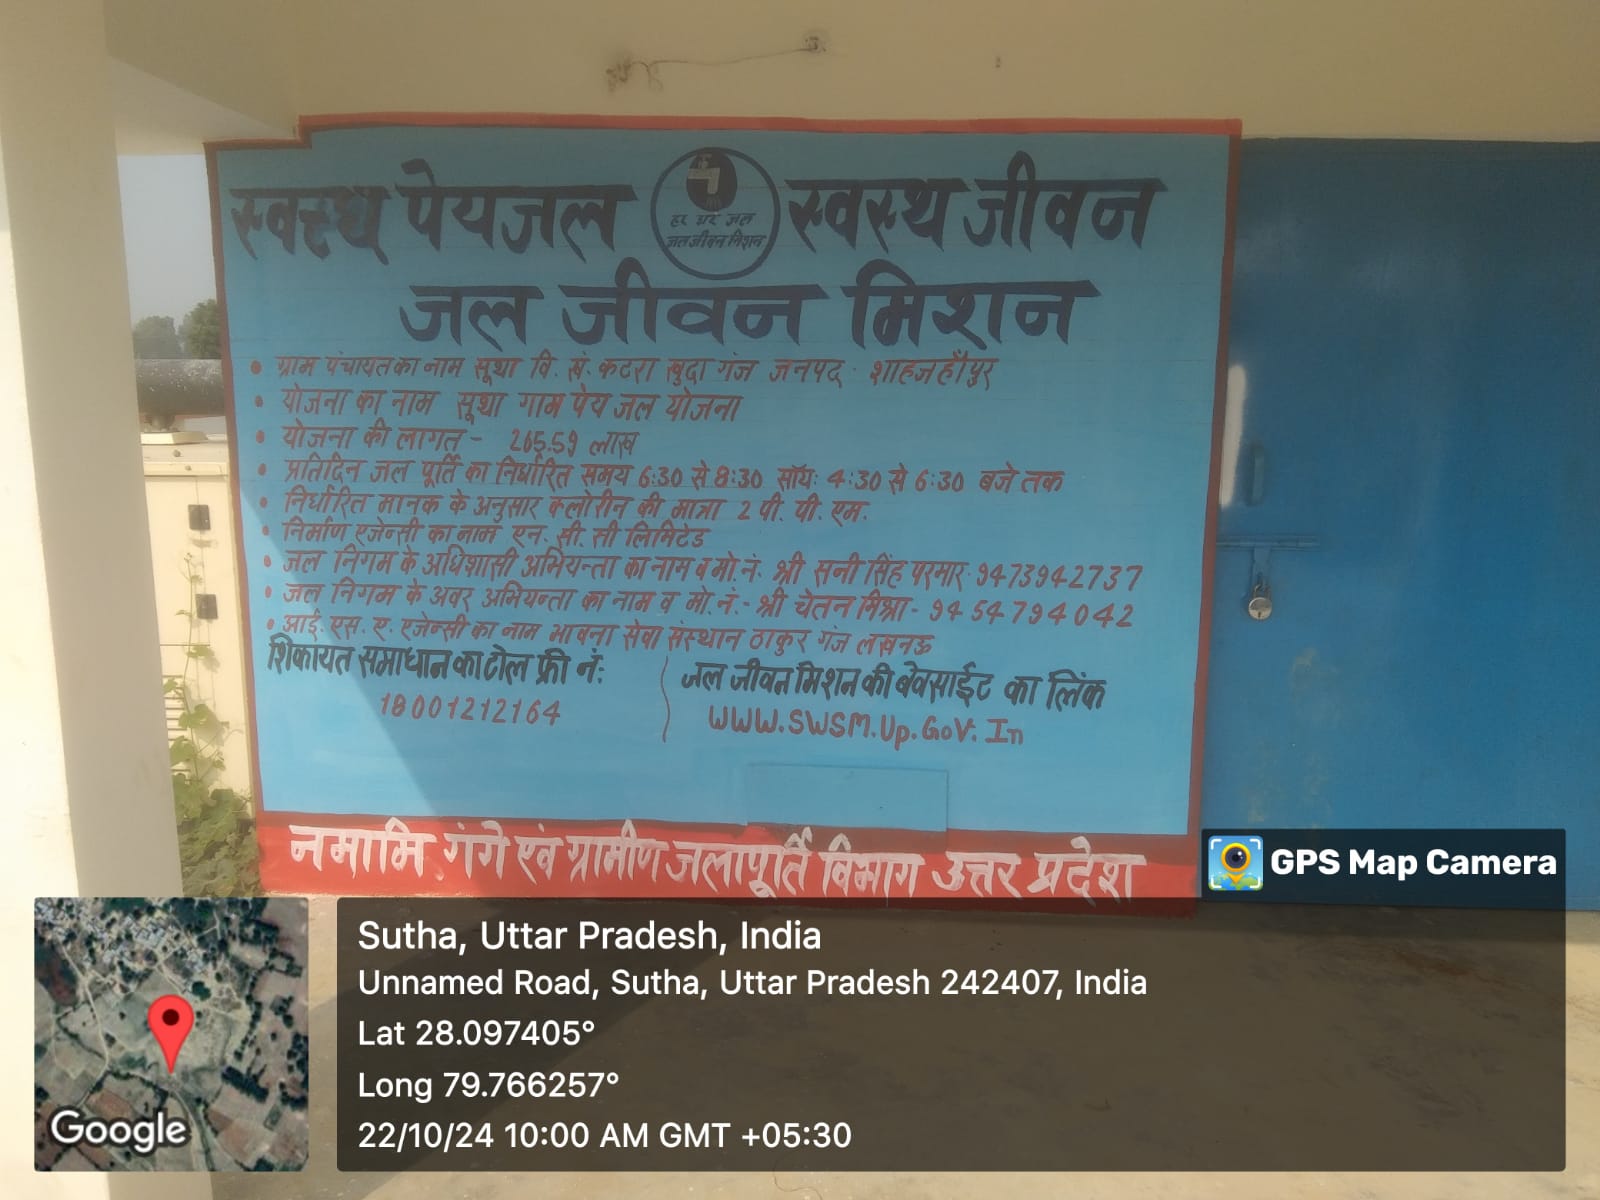 स्वच्छ पेयजल
हर घर जल
जल जीवन मिशन
स्वस्थ जीवन
जल जीवन मिशन
• ग्राम पंचायत का नाम सूथा वि. खं. कटरा खुदा गंज जनपद - शाहजहाँपुर
• योजना का नाम सूथा गाम पेय जल योजना
• योजना की लागत - 265.59 लाख
• प्रतिदिन जल पूर्ति का निर्धारित समय 6:30 से 8:30 सॉयः 4:30 से 6:30 बजे तक
• निर्धारित मानक के अनुसार क्लोरीन की मात्रा 2 पी. पी. एम.
• निर्माण एजेन्सी का नाम एन. सी. सी लिमिटेड
• जल निगम के अधिशासी अभियन्ता का नाम व मो. नं. श्री सनी सिंह परमार - 9473942737
• जल निगम के अवर अभियन्ता का नाम व मो. नं. - श्री चेतन मिश्रा - 9454794042
• आई. एस. ए. एजेन्सी का नाम भावना सेवा संस्थान ठाकुर गंज लखनऊ
शिकायत समाधान का टोल फ्री नं:
18001212164
जल जीवन मिशन की वेवसाईट का लिंक
WWW.SWSM.Up.GoV.In
नमामि गंगे एवं ग्रामीण जलापूर्ति विभाग उत्तर प्रदेश
GPS Map Camera
Sutha, Uttar Pradesh, India
Unnamed Road, Sutha, Uttar Pradesh 242407, India
Lat 28.097405°
Long 79.766257°
22/10/24 10:00 AM GMT +05:30
Google